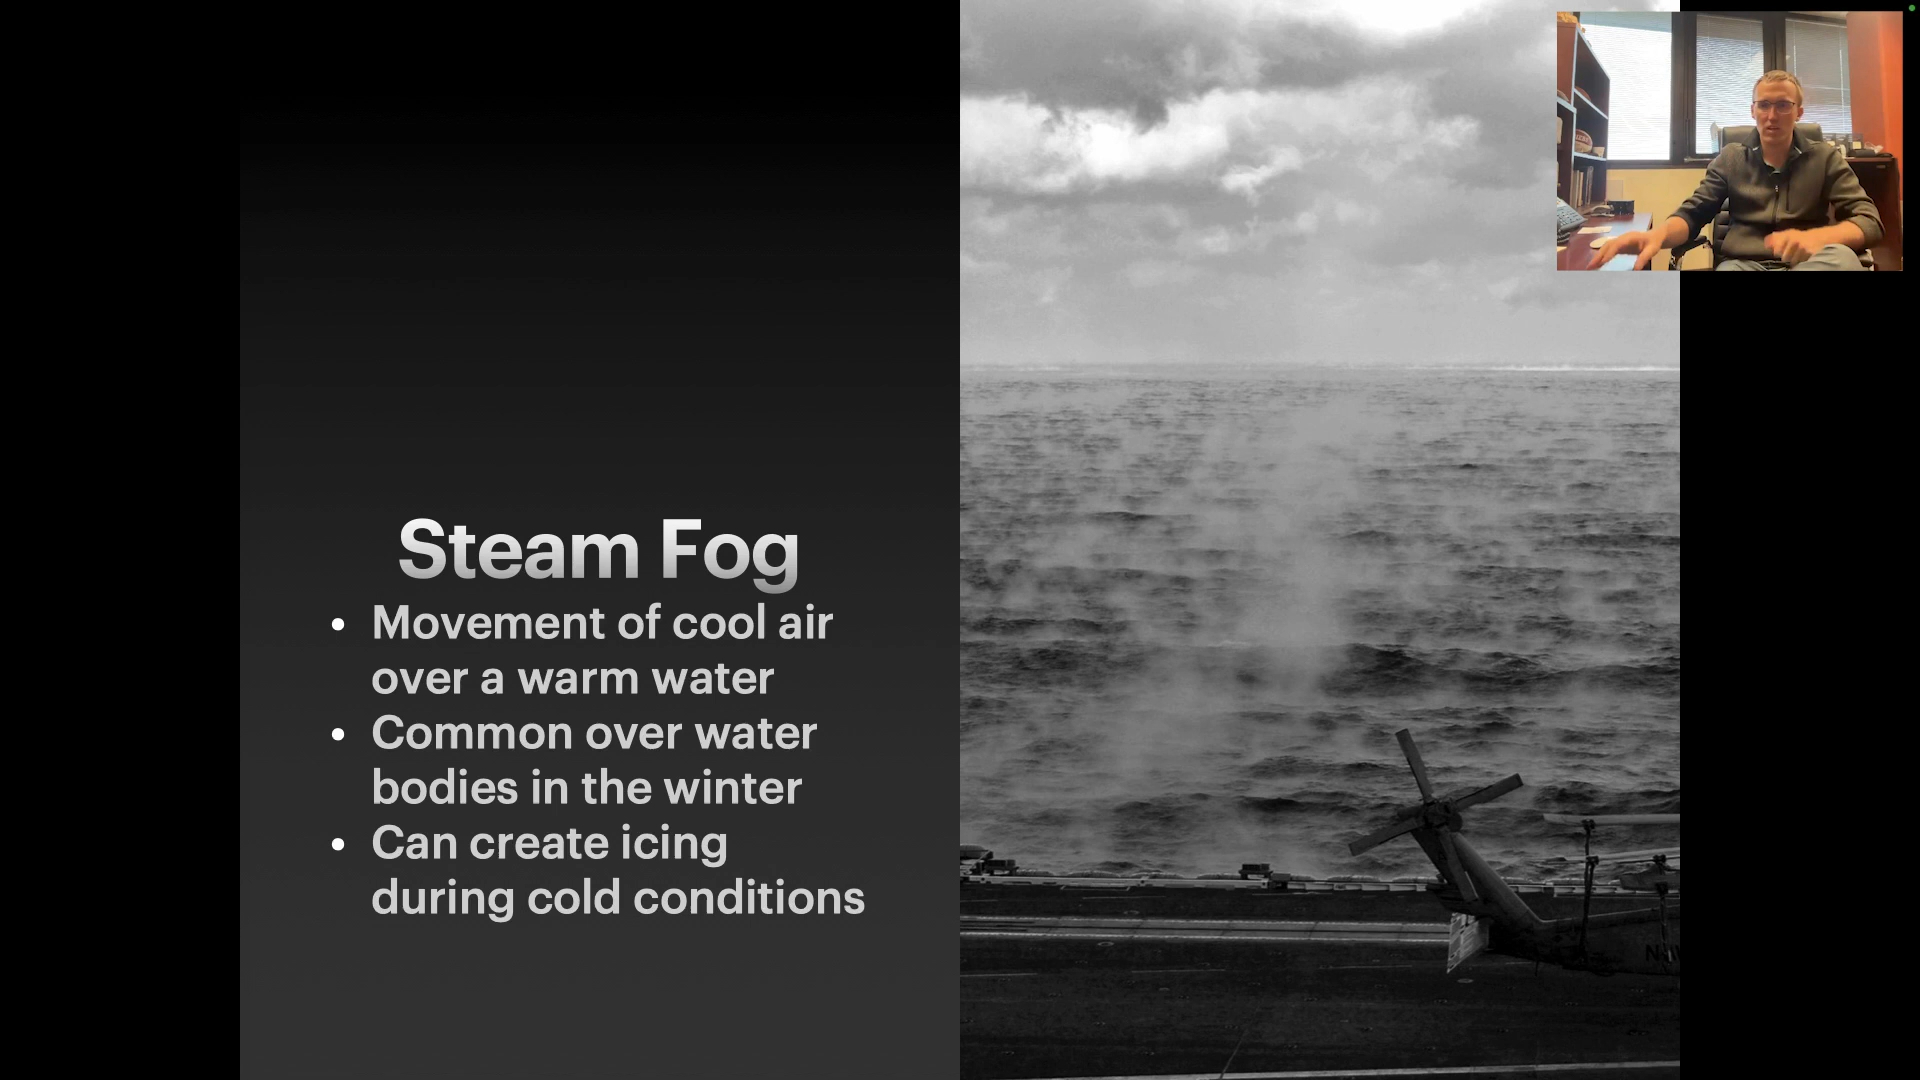 Steam Fog
• Movement of cool air
over a warm water
• Common over water
bodies in the winter
• Can create icing
during cold conditions